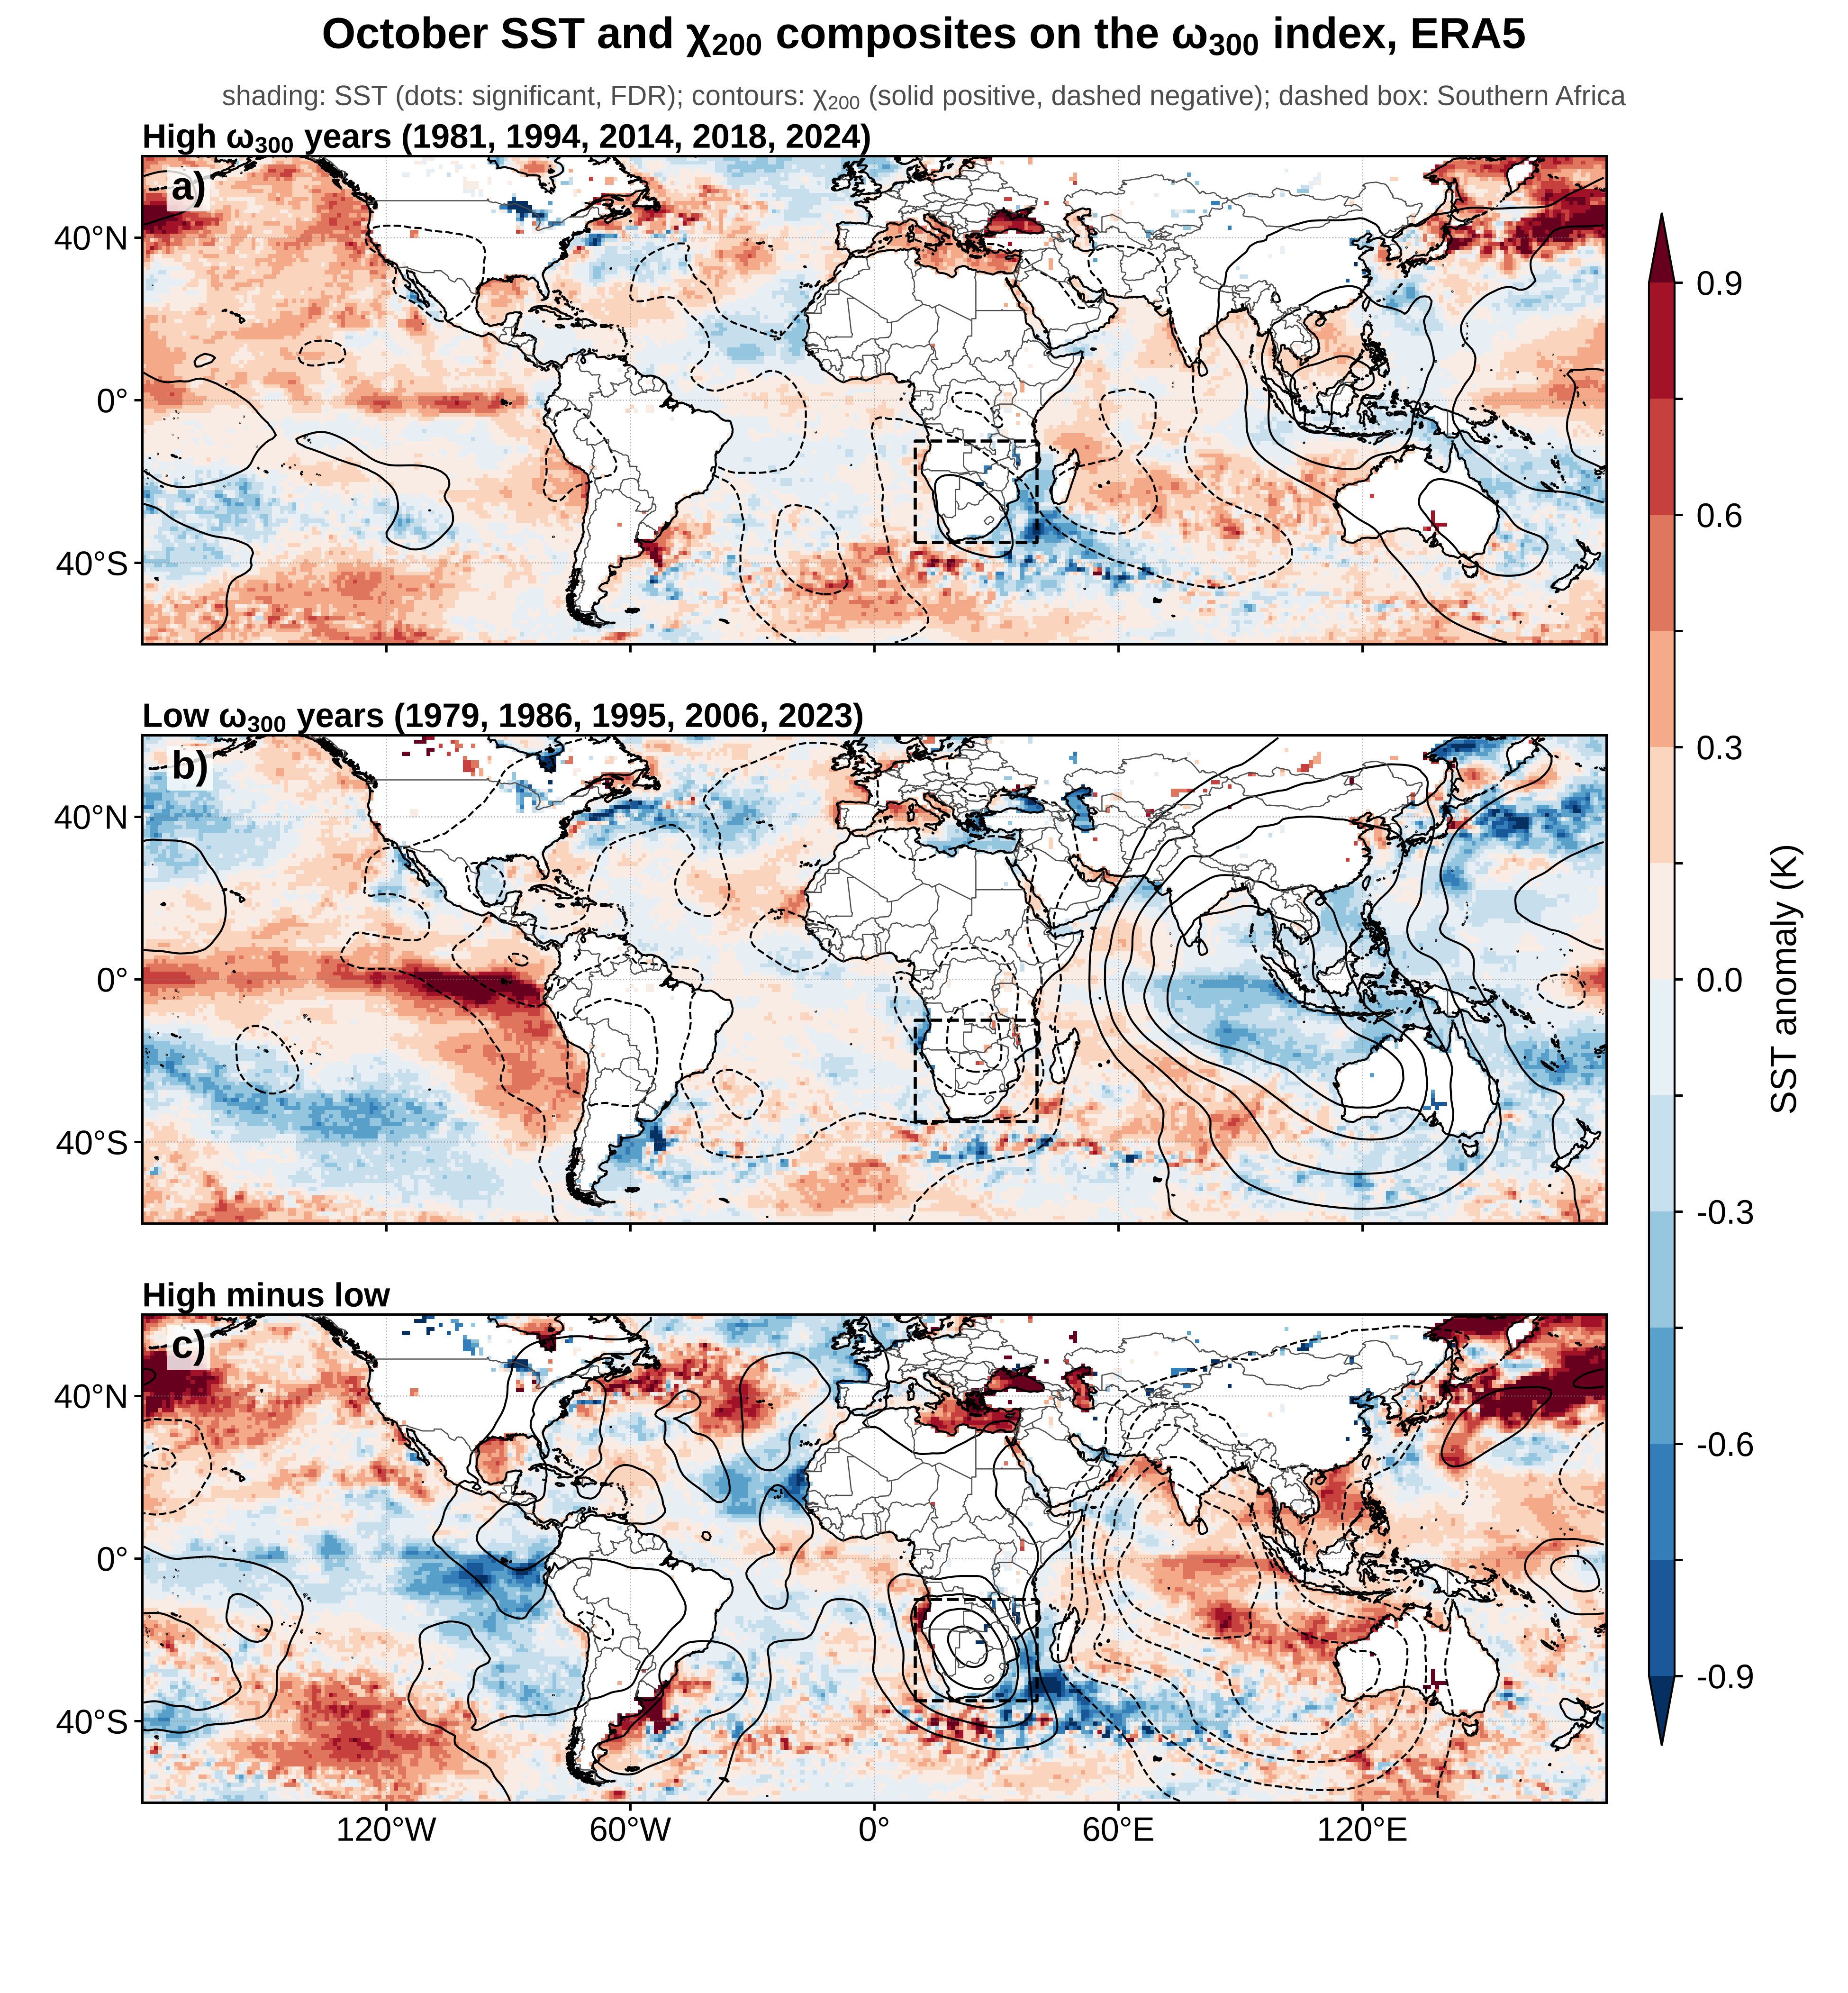 October SST and χ200 composites on the ω300 index, ERA5
shading: SST (dots: significant, FDR); contours: χ200 (solid positive, dashed negative); dashed box: Southern Africa
High ω300 years (1981, 1994, 2014, 2018, 2024)
a)
40°N
0°
40°S
Low ω300 years (1979, 1986, 1995, 2006, 2023)
b)
40°N
0°
40°S
High minus low
c)
40°N
0°
40°S
120°W
60°W
0°
60°E
120°E
0.9
0.6
0.3
0.0
-0.3
-0.6
-0.9
SST anomaly (K)